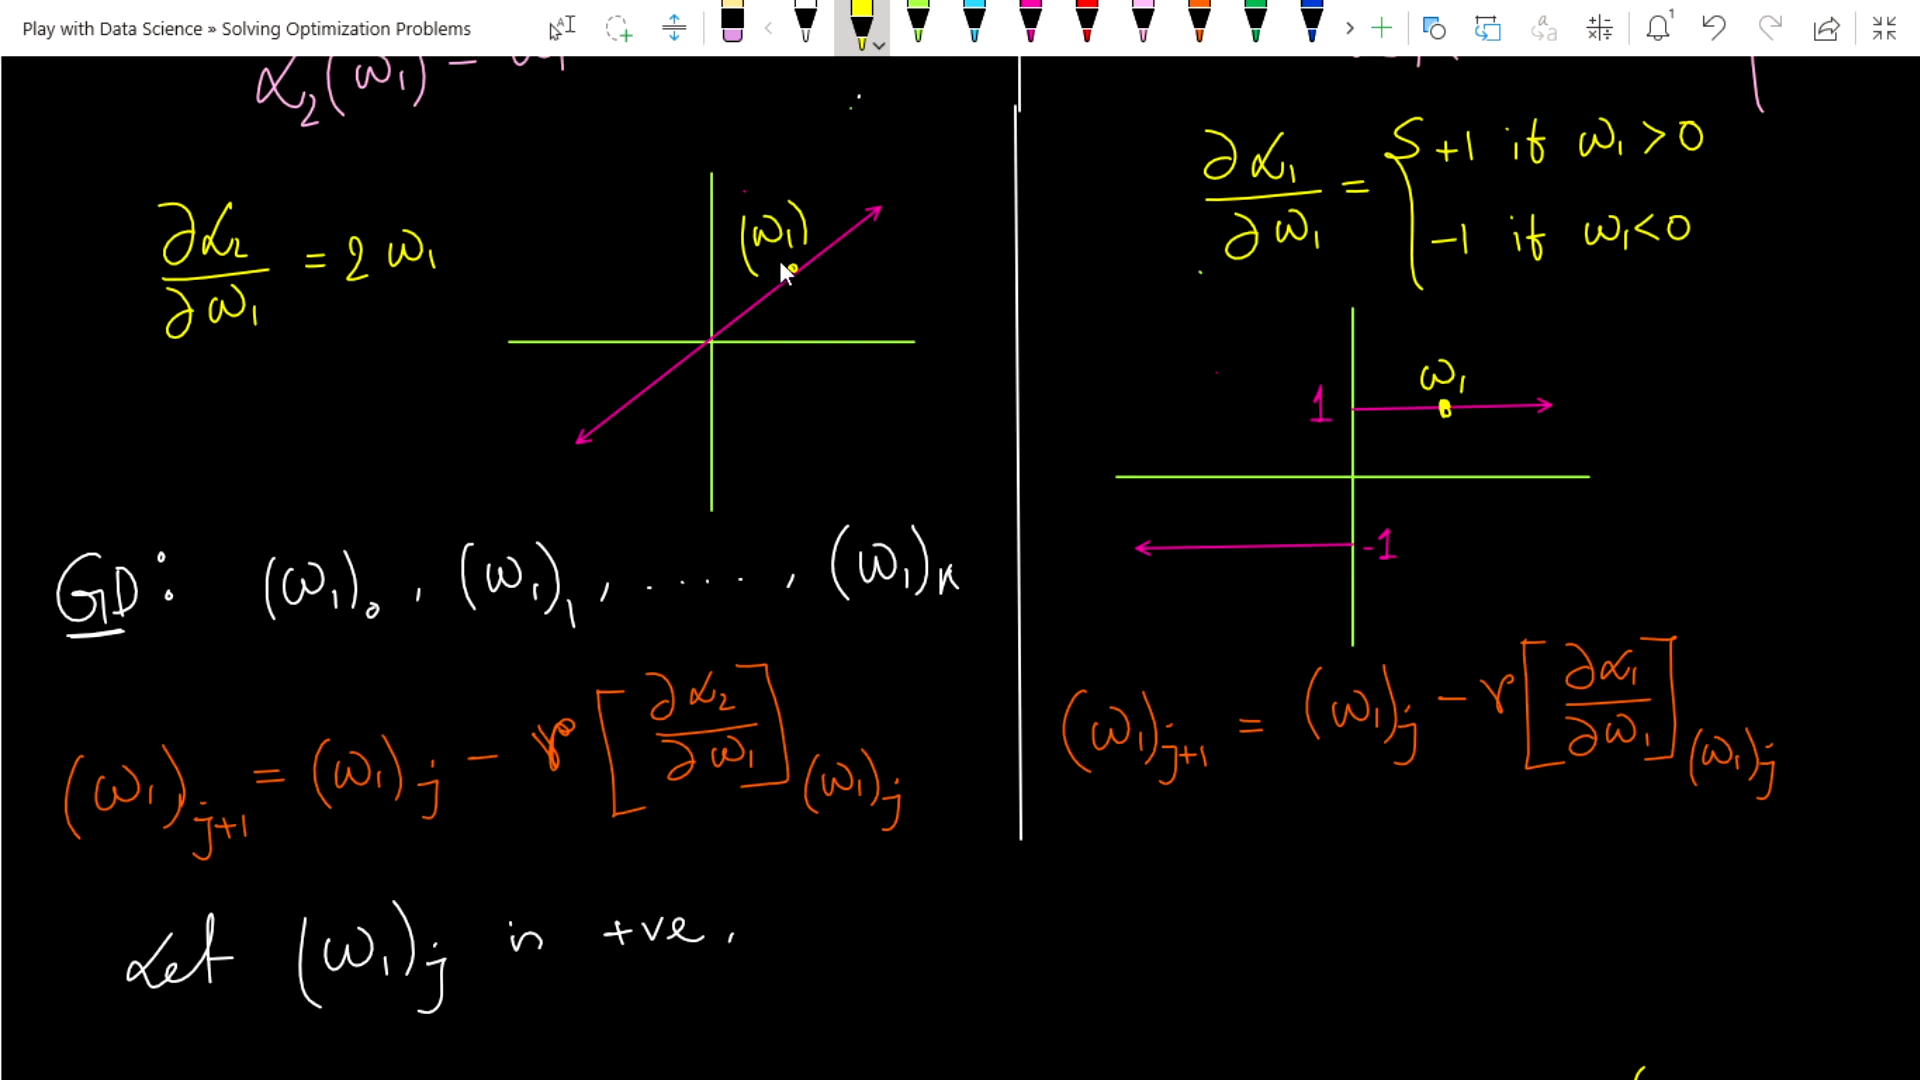 Play with Data Science » Solving Optimization Problems
α₂(ω₁) =
∂α₂/∂ω₁ = 2ω₁
(ω₁)
GD: (ω₁)₀, (ω₁)₁, ....., (ω₁)ₖ
(ω₁)ⱼ₊₁ = (ω₁)ⱼ - r[∂α₂/∂ω₁](ω₁)ⱼ
Let (ω₁)ⱼ is +ve.
∂α₁/∂ω₁ = { +1 if ω₁ > 0
-1 if ω₁ < 0
ω₁
1
-1
(ω₁)ⱼ₊₁ = (ω₁)ⱼ - r[∂α₁/∂ω₁](ω₁)ⱼ